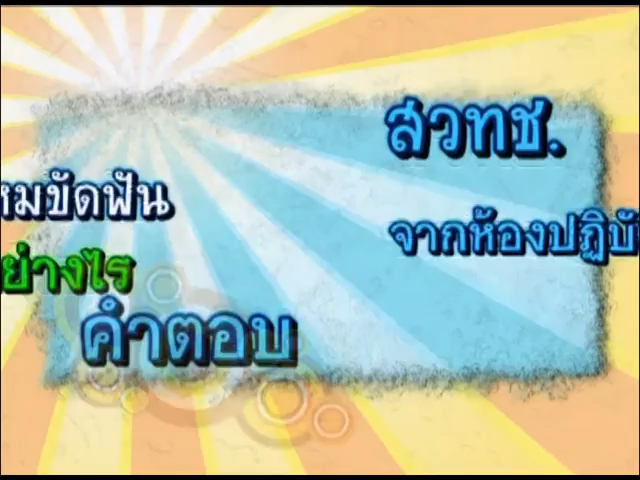 สวทช.
หมขัดฟัน
จากห้องปฏิบั
ย่างไร
คำตอบ